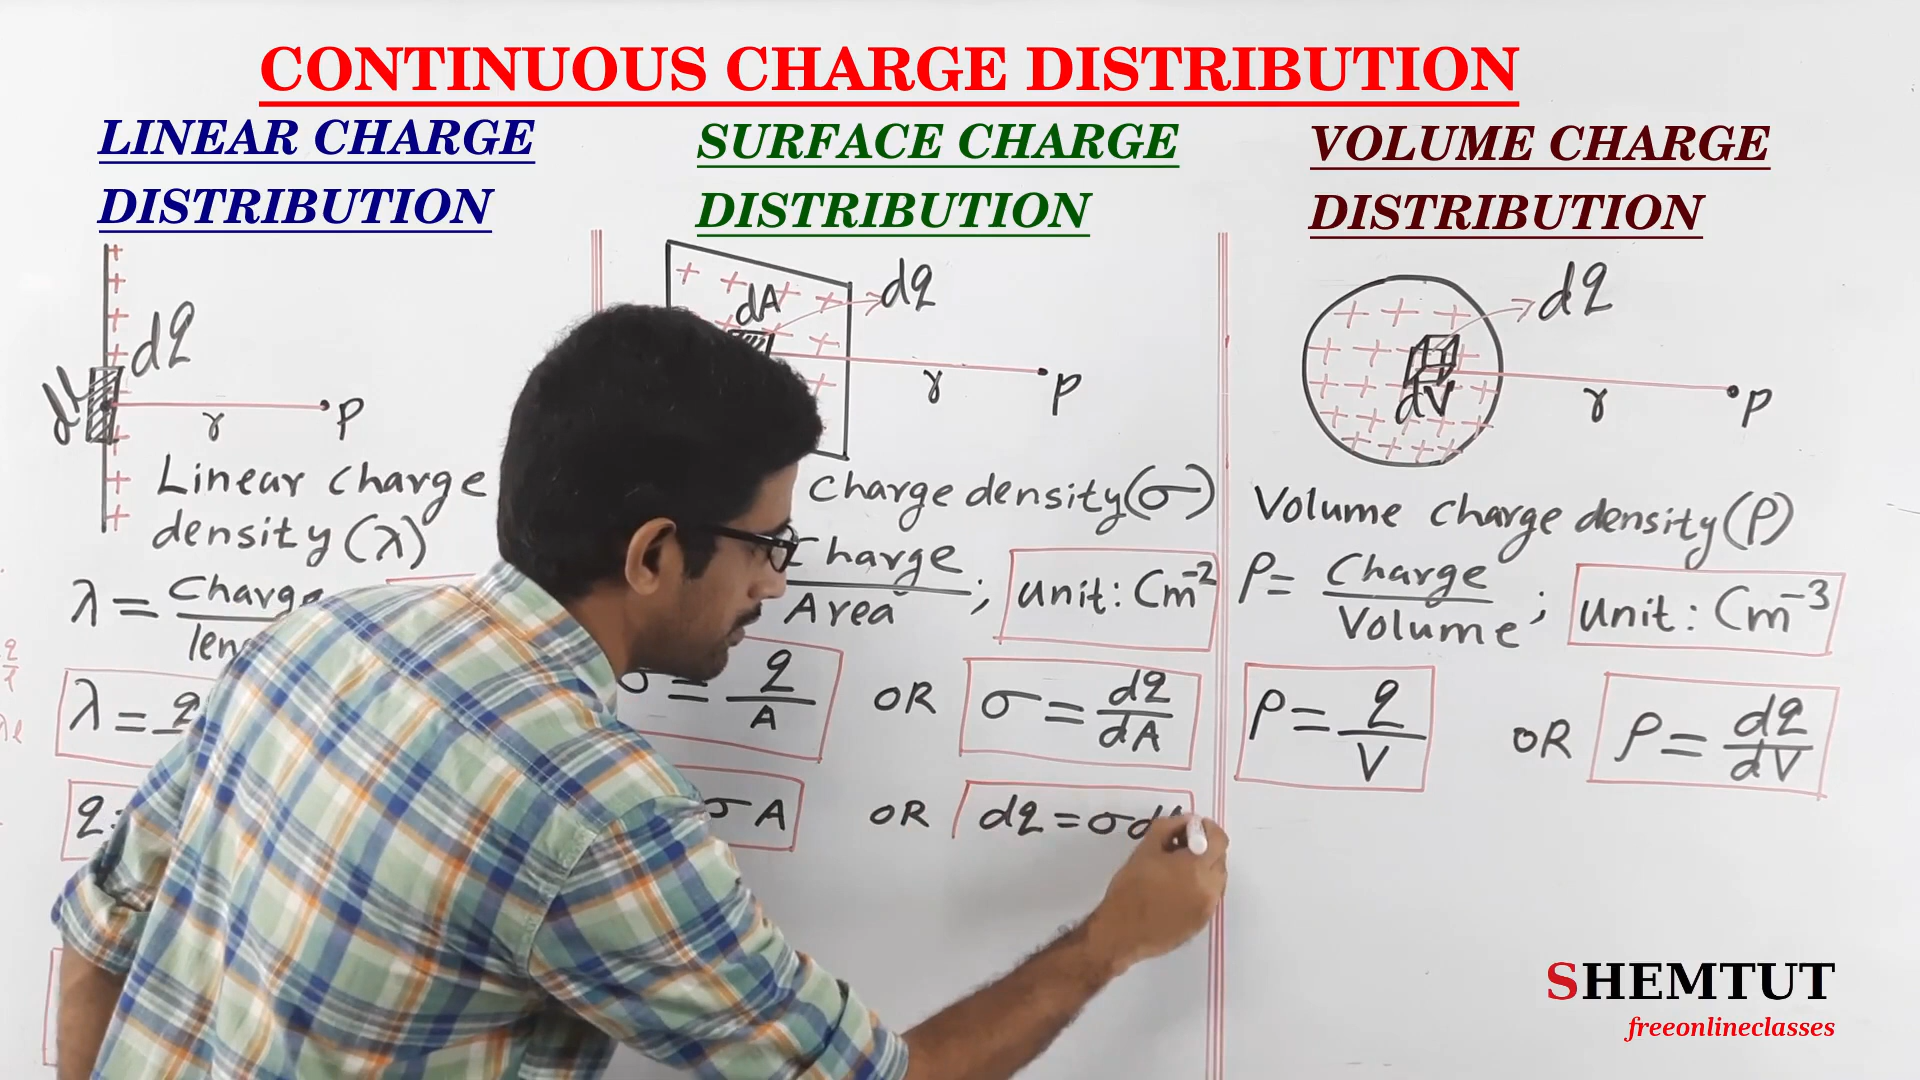 CONTINUOUS CHARGE DISTRIBUTION
LINEAR CHARGE
DISTRIBUTION
dq
r
P
Linear charge
density (λ)
λ = Charge
λ = q
q =
SURFACE CHARGE
DISTRIBUTION
dA
dq
r
P
Charge density (σ)
Charge / Area ; unit: Cm⁻²
σ = q / A OR σ = dq / dA
σ A OR dq = σ
VOLUME CHARGE
DISTRIBUTION
dq
dV
r
P
Volume charge density (ρ)
ρ = Charge / Volume ; unit: Cm⁻³
ρ = q / V OR ρ = dq / dV
SHEMTUT
freeonlineclasses